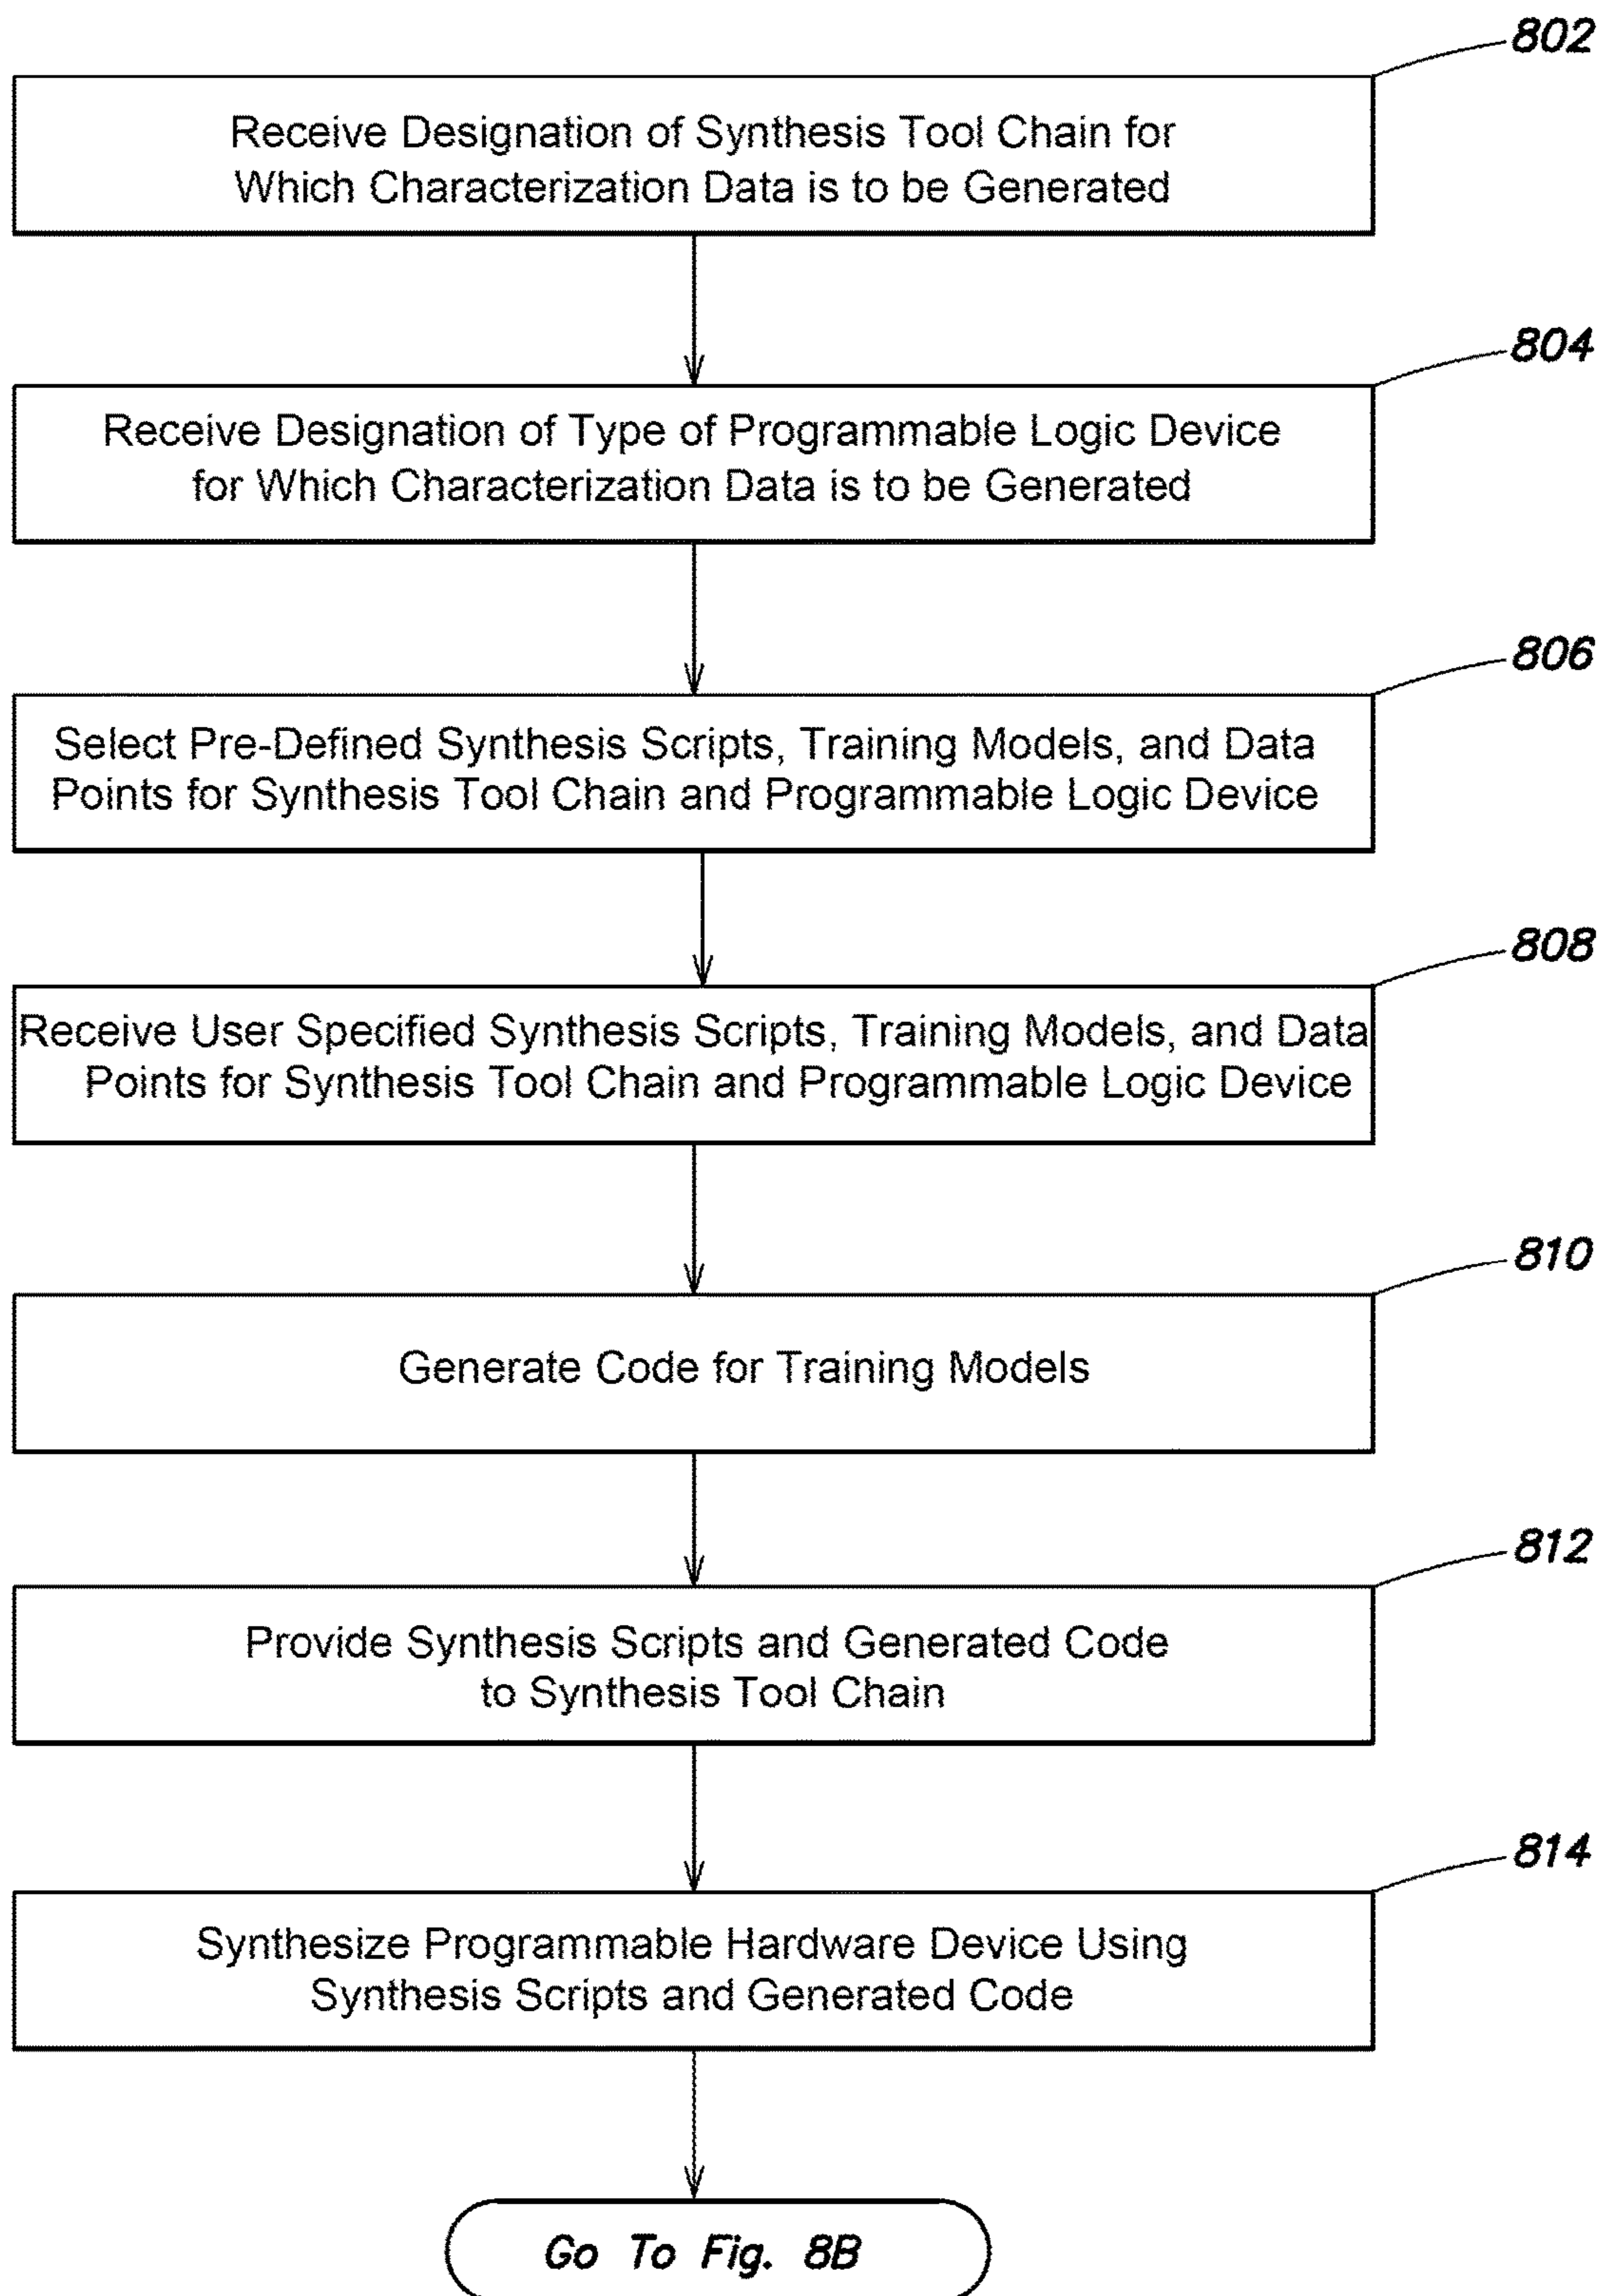 802
Receive Designation of Synthesis Tool Chain for
Which Characterization Data is to be Generated
804
Receive Designation of Type of Programmable Logic Device
for Which Characterization Data is to be Generated
806
Select Pre-Defined Synthesis Scripts, Training Models, and Data
Points for Synthesis Tool Chain and Programmable Logic Device
808
Receive User Specified Synthesis Scripts, Training Models, and Data
Points for Synthesis Tool Chain and Programmable Logic Device
810
Generate Code for Training Models
812
Provide Synthesis Scripts and Generated Code
to Synthesis Tool Chain
814
Synthesize Programmable Hardware Device Using
Synthesis Scripts and Generated Code
Go To Fig. 8B